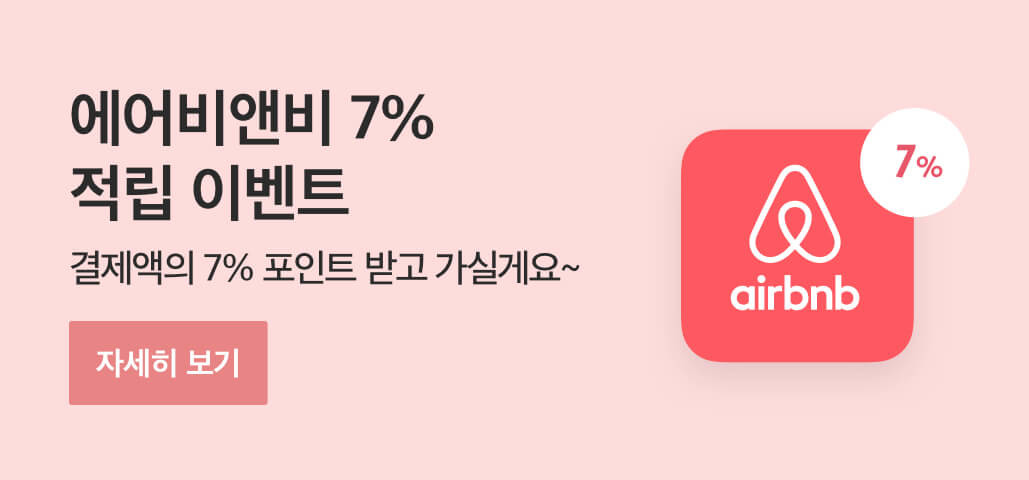 에어비앤비 7%
적립 이벤트
결제액의 7% 포인트 받고 가실게요~
자세히 보기
7%
airbnb